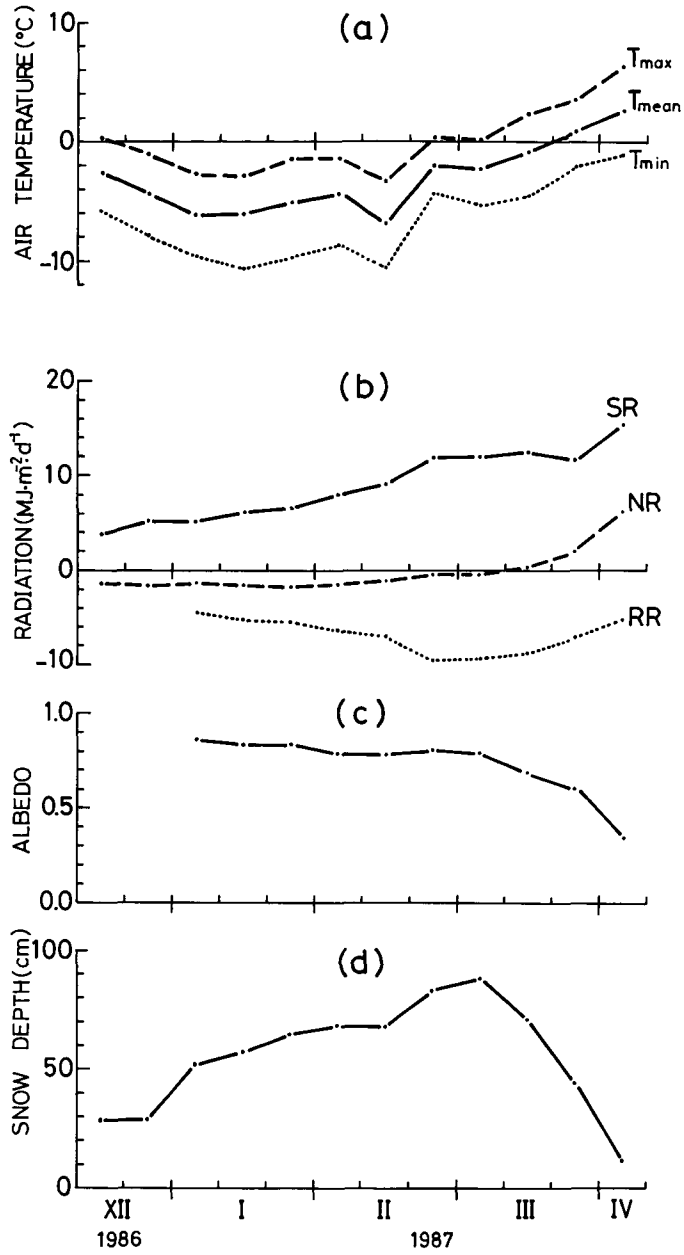 (a)
AIR TEMPERATURE (°C)
10
0
-10
Tmax
Tmean
Tmin
(b)
RADIATION (MJ·m⁻²d⁻¹)
20
10
0
-10
SR
NR
RR
(c)
ALBEDO
1.0
0.5
0.0
(d)
SNOW DEPTH (cm)
100
50
0
XII I II III IV
1986 1987